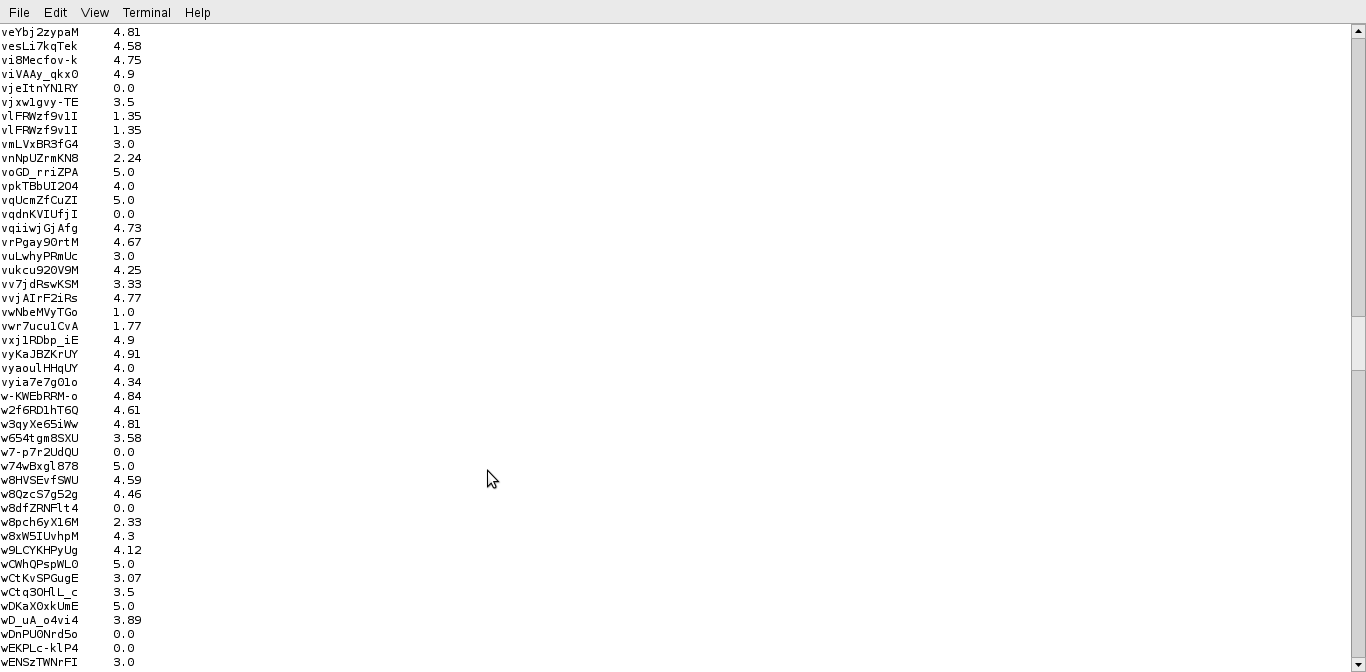 File Edit View Terminal Help
veYbj2zypaM 4.81
vesLi7kqTek 4.58
vi8Mecfov-k 4.75
viVAAy_qkx0 4.9
vjeItnYN1RY 0.0
vjxw1gvy-TE 3.5
vlFRWzf9v1I 1.35
vlFRWzf9v1I 1.35
vmLVxBR3fG4 3.0
vnNpUZrmKN8 2.24
voGD_rriZPA 5.0
vpkTBbUI2O4 4.0
vqUcmZfCuZI 5.0
vqdnKVIUfjI 0.0
vqiiwjGjAfg 4.73
vrPgay90rtM 4.67
vuLwhyPRmUc 3.0
vukcu920V9M 4.25
vv7jdRswKSM 3.33
vvjAIrF2iRs 4.77
vwNbeMVyTGo 1.0
vwr7ucu1CvA 1.77
vxj1RDbp_iE 4.9
vyKaJBZKrUY 4.91
vyaoulHHqUY 4.0
vyia7e7g01o 4.34
w-KWEbRRM-o 4.84
w2f6RD1hT6Q 4.61
w3qyXe65iWw 4.81
w654tgm8SXU 3.58
w7-p7r2UdQU 0.0
w74wBxgl878 5.0
w8HVSEvfSWU 4.59
w8QzcS7g52g 4.46
w8dfZRNFlt4 0.0
w8pch6yX16M 2.33
w8xW5IUvhpM 4.3
w9LCYKHPyUg 4.12
wCWhQPspWL0 5.0
wCtKvSPGugE 3.07
wCtq3OHlL_c 3.5
wDKaX0xkUmE 5.0
wD_uA_o4vi4 3.89
wDnPU0Nrd5o 0.0
wEKPLc-klP4 0.0
wENSzTWNrFI 3.0